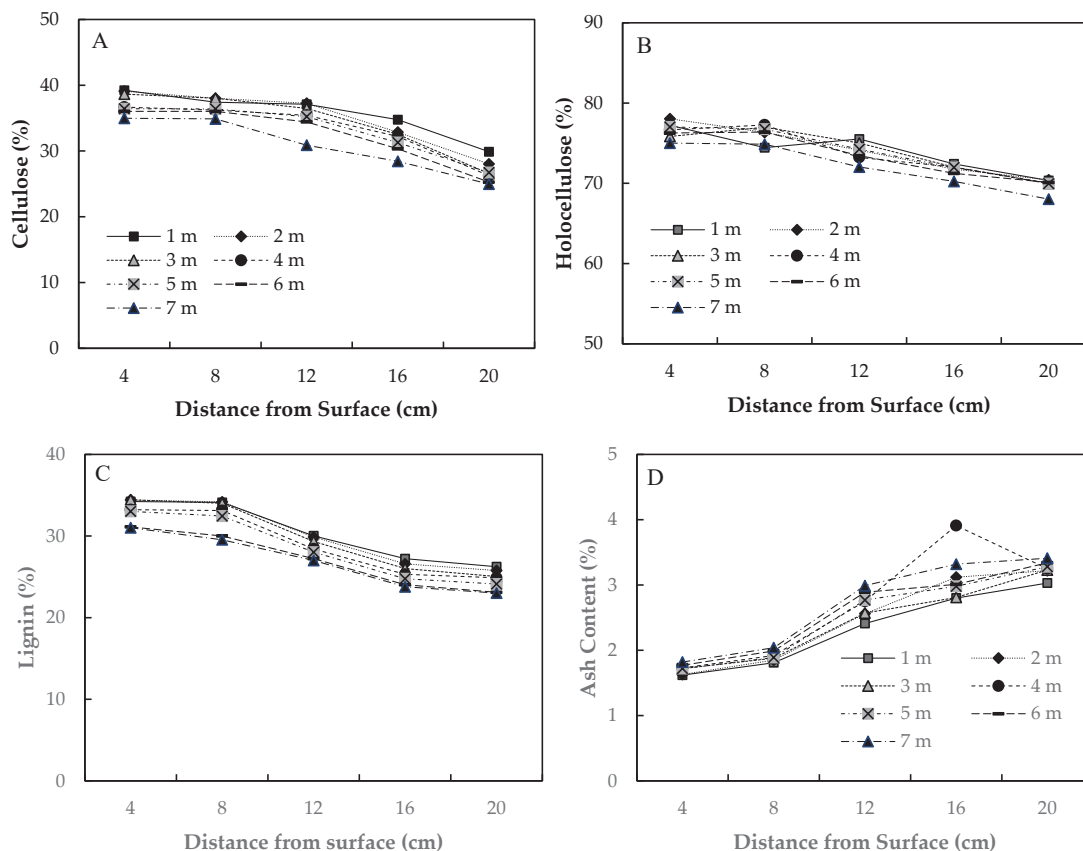 A
Cellulose (%)
50
40
30
20
10
0
1 m
2 m
3 m
4 m
5 m
6 m
7 m
4
8
12
16
20
Distance from Surface (cm)
B
Holocellulose (%)
90
80
70
60
50
1 m
2 m
3 m
4 m
5 m
6 m
7 m
4
8
12
16
20
Distance from Surface (cm)
C
Lignin (%)
40
30
20
10
0
4
8
12
16
20
Distance from surface (cm)
D
Ash Content (%)
5
4
3
2
1
0
1 m
2 m
3 m
4 m
5 m
6 m
7 m
4
8
12
16
20
Distance from Surface (cm)